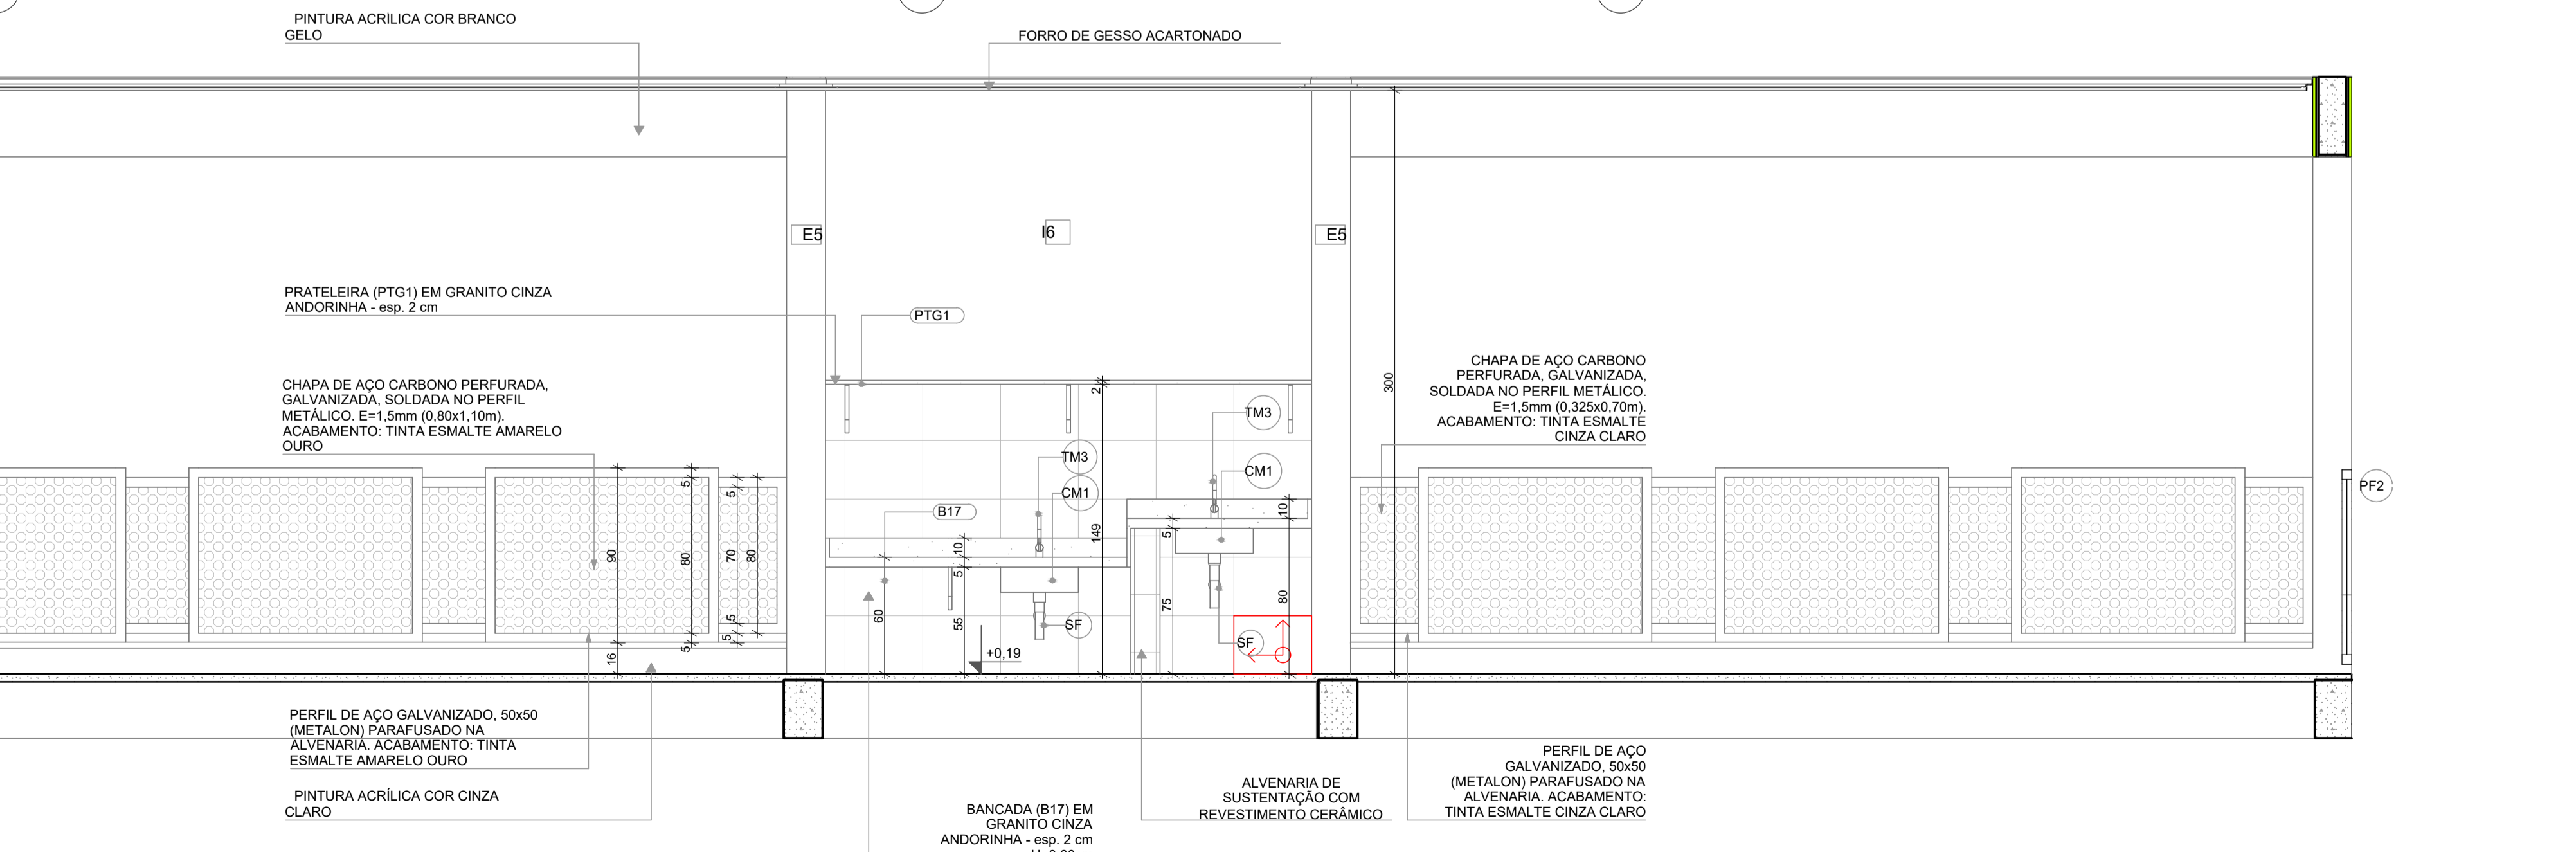 PINTURA ACRÍLICA COR BRANCO
GELO
FORRO DE GESSO ACARTONADO
E5
I6
E5
PRATELEIRA (PTG1) EM GRANITO CINZA
ANDORINHA - esp. 2 cm
PTG1
CHAPA DE AÇO CARBONO PERFURADA,
GALVANIZADA, SOLDADA NO PERFIL
METÁLICO. E=1,5mm (0,80x1,10m).
ACABAMENTO: TINTA ESMALTE AMARELO
OURO
CHAPA DE AÇO CARBONO
PERFURADA, GALVANIZADA,
SOLDADA NO PERFIL METÁLICO.
E=1,5mm (0,325x0,70m).
ACABAMENTO: TINTA ESMALTE
CINZA CLARO
300
2
TM3
TM3
CM1
CM1
B17
PF2
5
5
90
80
70
80
5
5
5
16
10
5
60
55
149
5
10
75
80
SF
SF
+0,19
PERFIL DE AÇO GALVANIZADO, 50x50
(METALON) PARAFUSADO NA
ALVENARIA. ACABAMENTO: TINTA
ESMALTE AMARELO OURO
PINTURA ACRÍLICA COR CINZA
CLARO
BANCADA (B17) EM
GRANITO CINZA
ANDORINHA - esp. 2 cm
ALVENARIA DE
SUSTENTAÇÃO COM
REVESTIMENTO CERÂMICO
PERFIL DE AÇO
GALVANIZADO, 50x50
(METALON) PARAFUSADO NA
ALVENARIA. ACABAMENTO:
TINTA ESMALTE CINZA CLARO